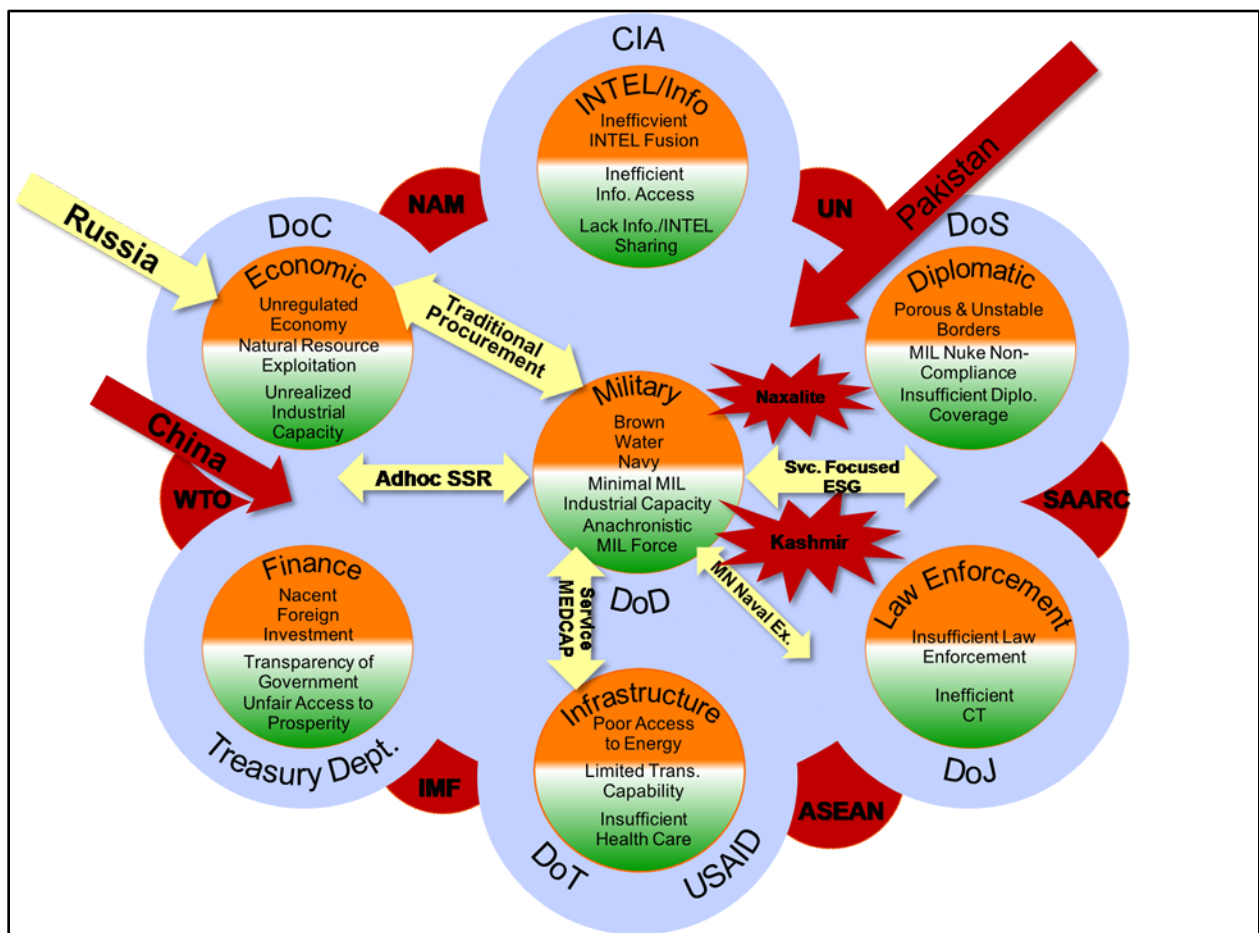 CIA
INTEL/Info
Inefficvient
INTEL Fusion
Inefficient
Info. Access
Lack Info./INTEL
Sharing
NAM
UN
Pakistan
Russia
DoC
Economic
Unregulated
Economy
Natural Resource
Exploitation
Unrealized
Industrial
Capacity
Traditional
Procurement
DoS
Diplomatic
Porous & Unstable
Borders
MIL Nuke Non-
Compliance
Insufficient Diplo.
Coverage
China
WTO
Adhoc SSR
Military
Brown
Water
Navy
Minimal MIL
Industrial Capacity
Anachronistic
MIL Force
DoD
Naxalite
Svc. Focused
ESG
Kashmir
SAARC
Finance
Nacent
Foreign
Investment
Transparency of
Government
Unfair Access to
Prosperity
Treasury Dept.
Service
MEDCAP
MN Naval Ex.
Law Enforcement
Insufficient Law
Enforcement
Inefficient
CT
DoJ
IMF
Infrastructure
Poor Access
to Energy
Limited Trans.
Capability
Insufficient
Health Care
DoT
USAID
ASEAN